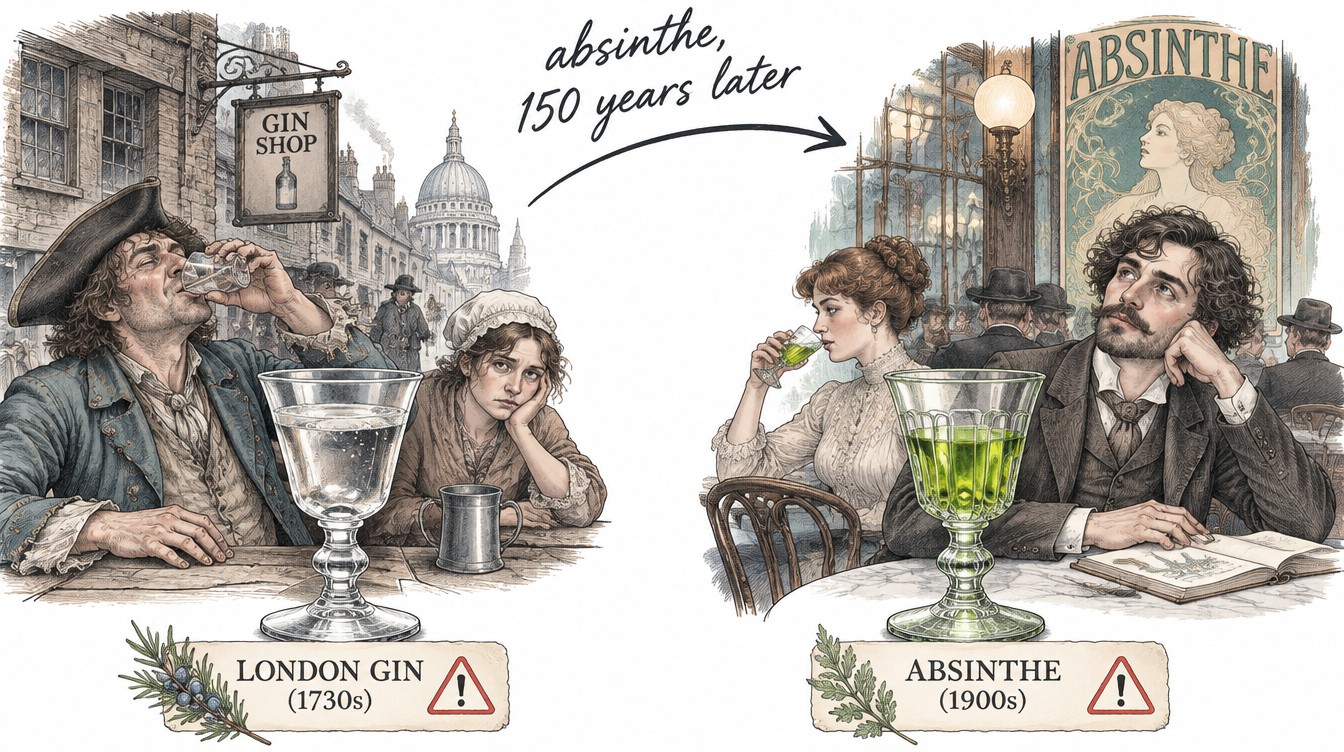 absinthe,
150 years later
GIN
SHOP
ABSINTHE
LONDON GIN
(1730s)
!
ABSINTHE
(1900s)
!